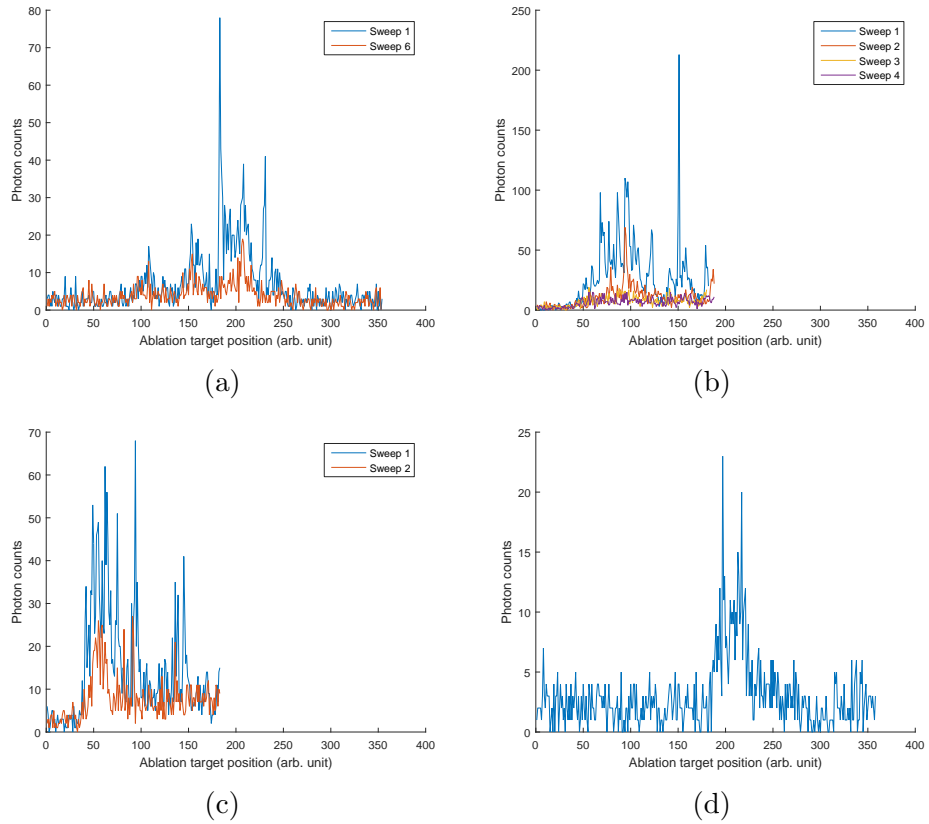 80
70
60
50
40
30
20
10
0
Photon counts
Sweep 1
Sweep 6
0 50 100 150 200 250 300 350 400
Ablation target position (arb. unit)
(a)
250
200
150
100
50
0
Photon counts
Sweep 1
Sweep 2
Sweep 3
Sweep 4
0 50 100 150 200 250 300 350 400
Ablation target position (arb. unit)
(b)
70
60
50
40
30
20
10
0
Photon counts
Sweep 1
Sweep 2
0 50 100 150 200 250 300 350 400
Ablation target position (arb. unit)
(c)
25
20
15
10
5
0
Photon counts
0 50 100 150 200 250 300 350 400
Ablation target position (arb. unit)
(d)